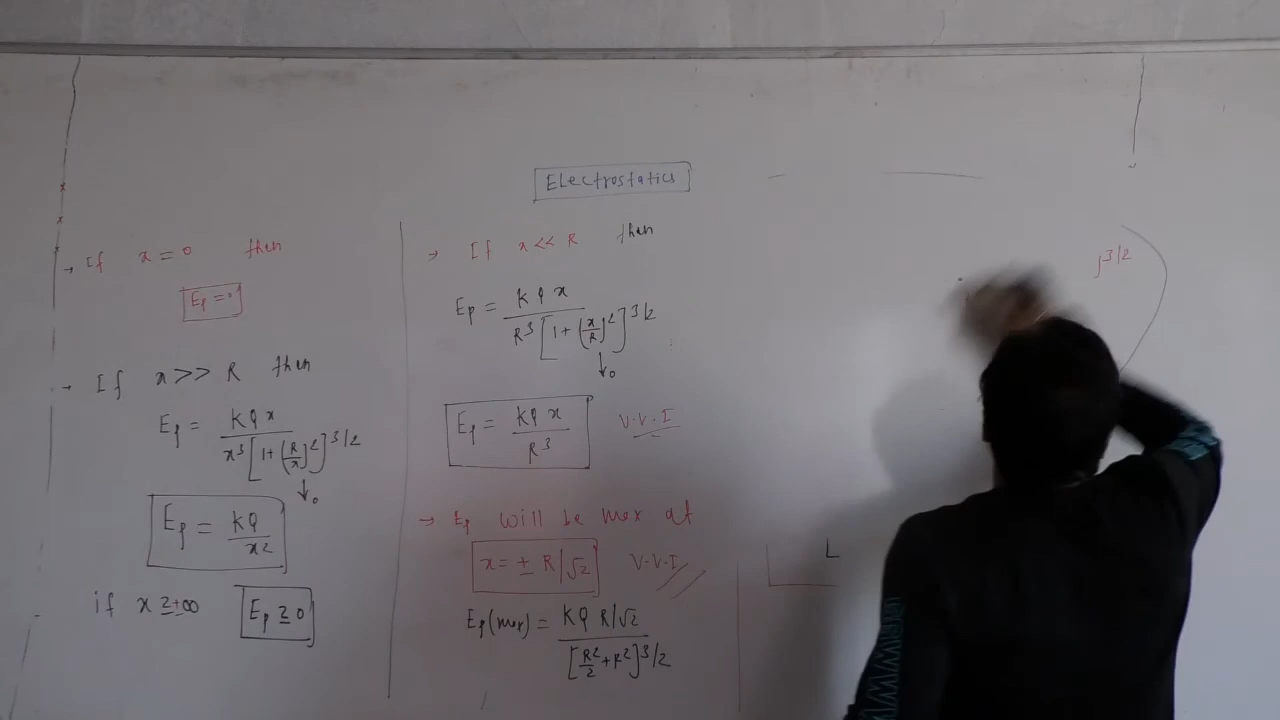 Electrostatics
→ If x = 0 then
Ep = 0
→ If x >> R then
Ep = KQx / x³[1+(R/x)²]^3/2
↓0
Ep = KQ / x²
if x ≥ ±∞ Ep ≥ 0
→ If x << R then
Ep = KQx / R³[1+(x/R)²]^3/2
↓0
Ep = KQx / R³ V.V.I
→ Ep will be max at
x = ± R/√2 V.V.I
Ep(max) = KQ R/√2 / [R²/2 + R²]^3/2
]^3/2
L